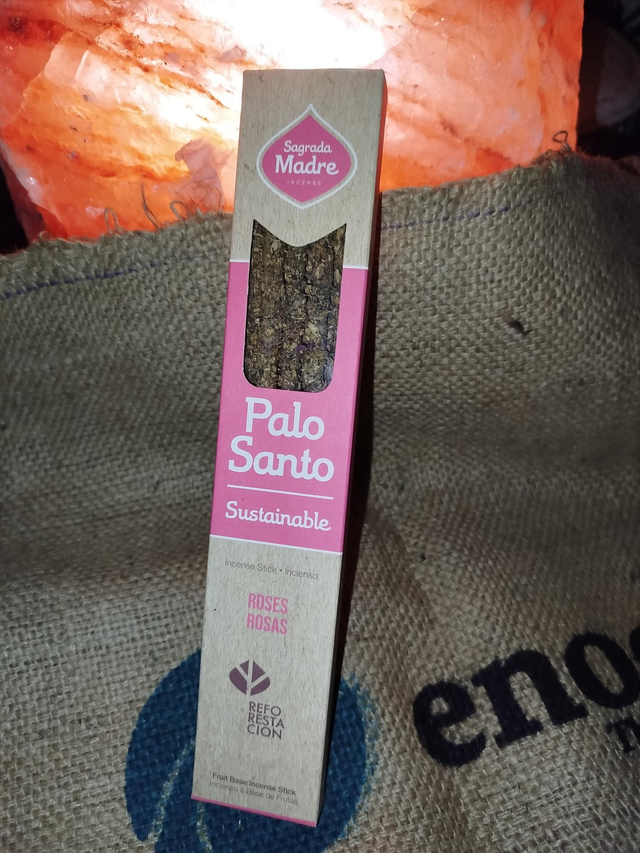 Sagrada
Madre
INCENSE
Palo
Santo
Sustainable
Incense Stick • Incienso
ROSES
ROSAS
REFO
RESTA
CION
Fruit Base Incense Stick
Incienso a Base de Frutas
enos